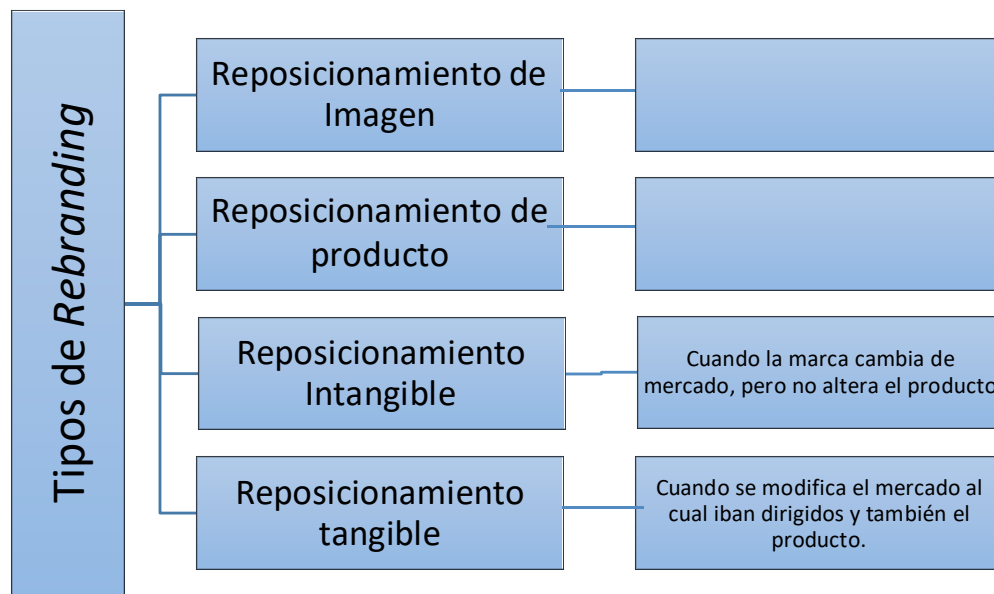 Tipos de Rebranding
Reposicionamiento de
Imagen
Reposicionamiento de
producto
Reposicionamiento
Intangible
Cuando la marca cambia de
mercado, pero no altera el producto
Reposicionamiento
tangible
Cuando se modifica el mercado al
cual iban dirigidos y también el
producto.